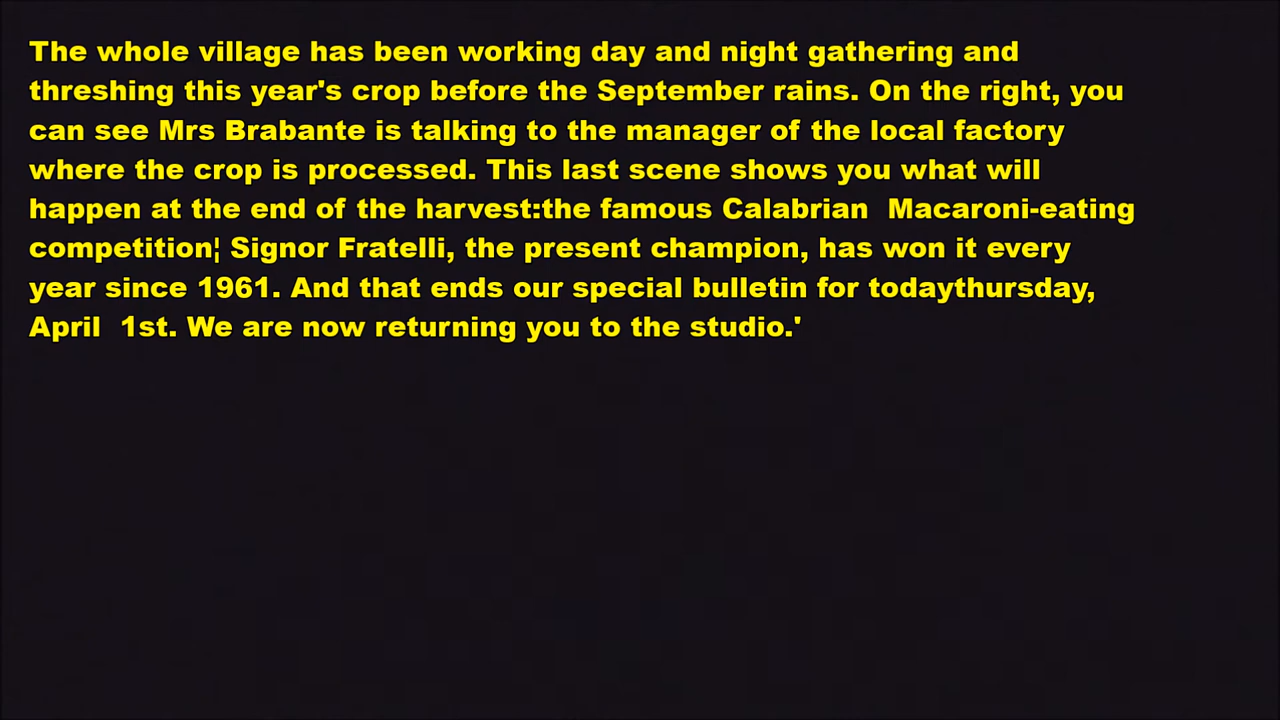 The whole village has been working day and night gathering and
threshing this year's crop before the September rains. On the right, you
can see Mrs Brabante is talking to the manager of the local factory
where the crop is processed. This last scene shows you what will
happen at the end of the harvest:the famous Calabrian  Macaroni-eating
competition¦ Signor Fratelli, the present champion, has won it every
year since 1961. And that ends our special bulletin for todaythursday,
April  1st. We are now returning you to the studio.'